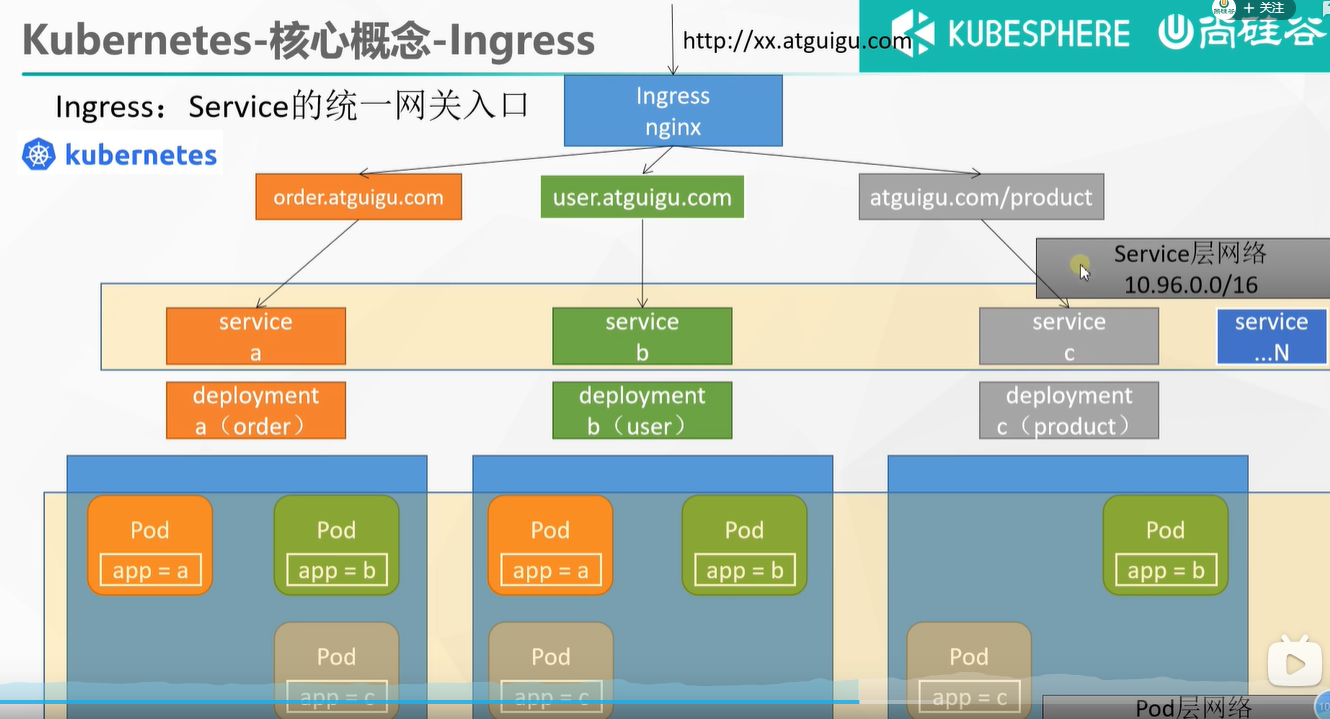 + 关注
Kubernetes-核心概念-Ingress
http://xx.atguigu.com
KUBESPHERE
尚硅谷
Ingress：Service的统一网关入口
kubernetes
Ingress
nginx
order.atguigu.com
user.atguigu.com
atguigu.com/product
Service层网络
10.96.0.0/16
service
a
service
b
service
c
service
...N
deployment
a（order）
deployment
b（user）
deployment
c（product）
Pod
app = a
Pod
app = b
Pod
app = a
Pod
app = b
Pod
app = b
Pod
app = c
Pod
app = c
Pod
app = c
Pod层网络